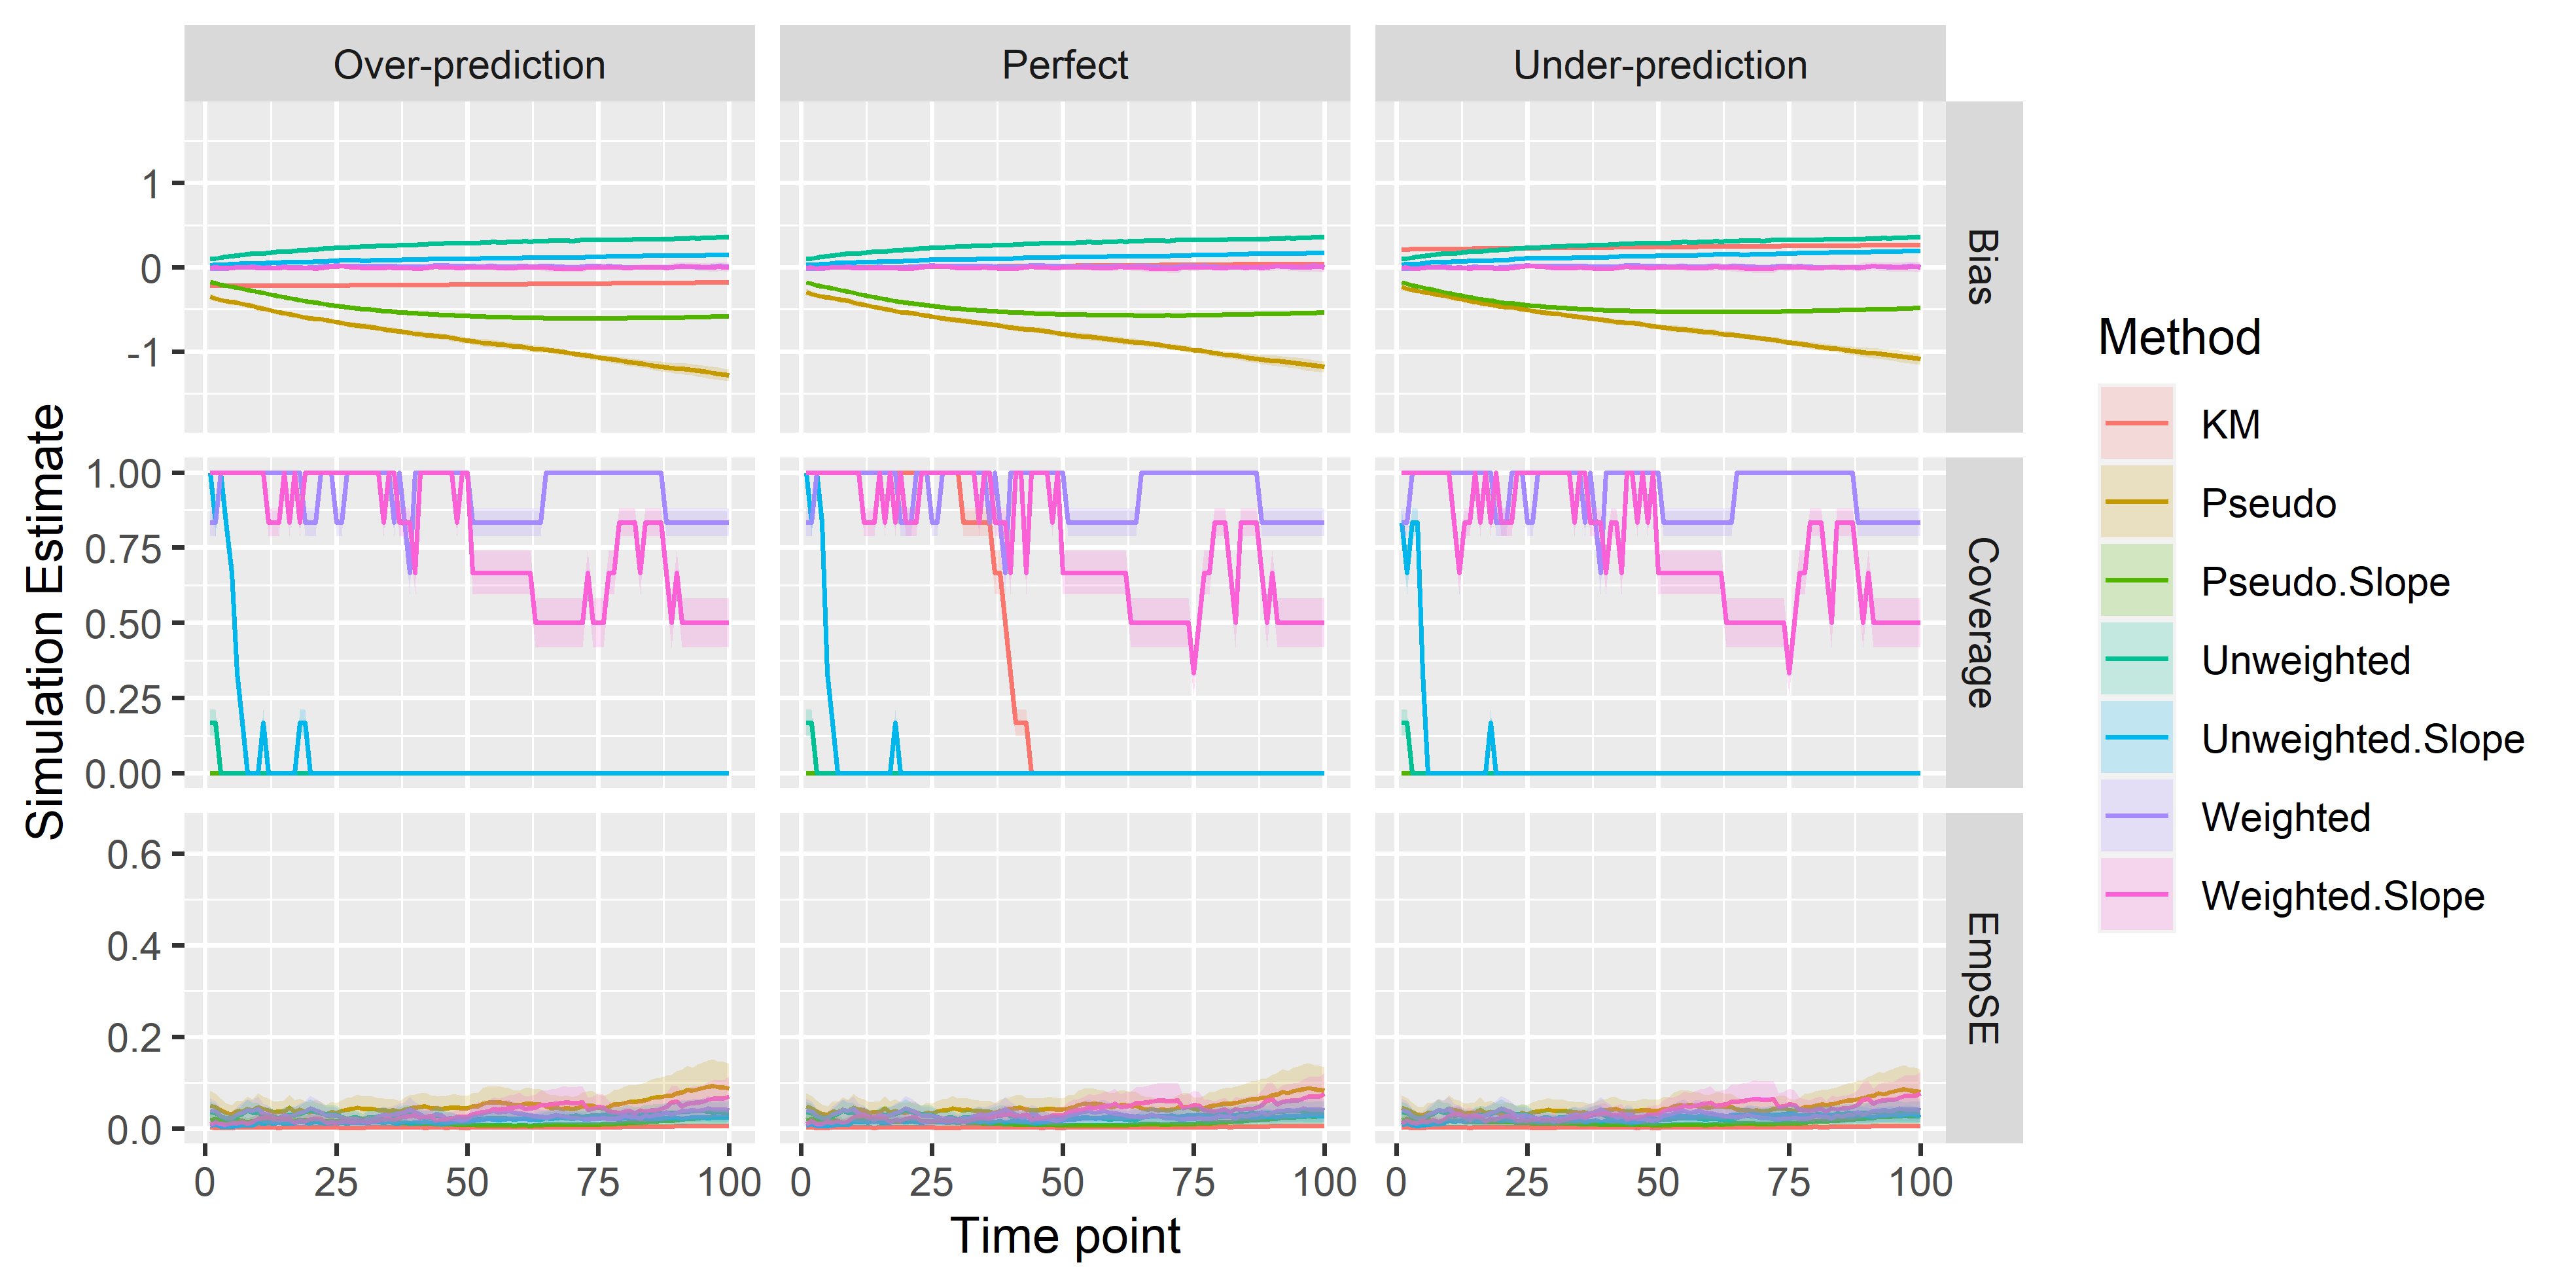 Over-prediction
Perfect
Under-prediction
1
0
-1
Bias
1.00
0.75
0.50
0.25
0.00
Coverage
0.6
0.4
0.2
0.0
EmpSE
0 25 50 75 100
0 25 50 75 100
0 25 50 75 100
Time point
Simulation Estimate
Method
KM
Pseudo
Pseudo.Slope
Unweighted
Unweighted.Slope
Weighted
Weighted.Slope